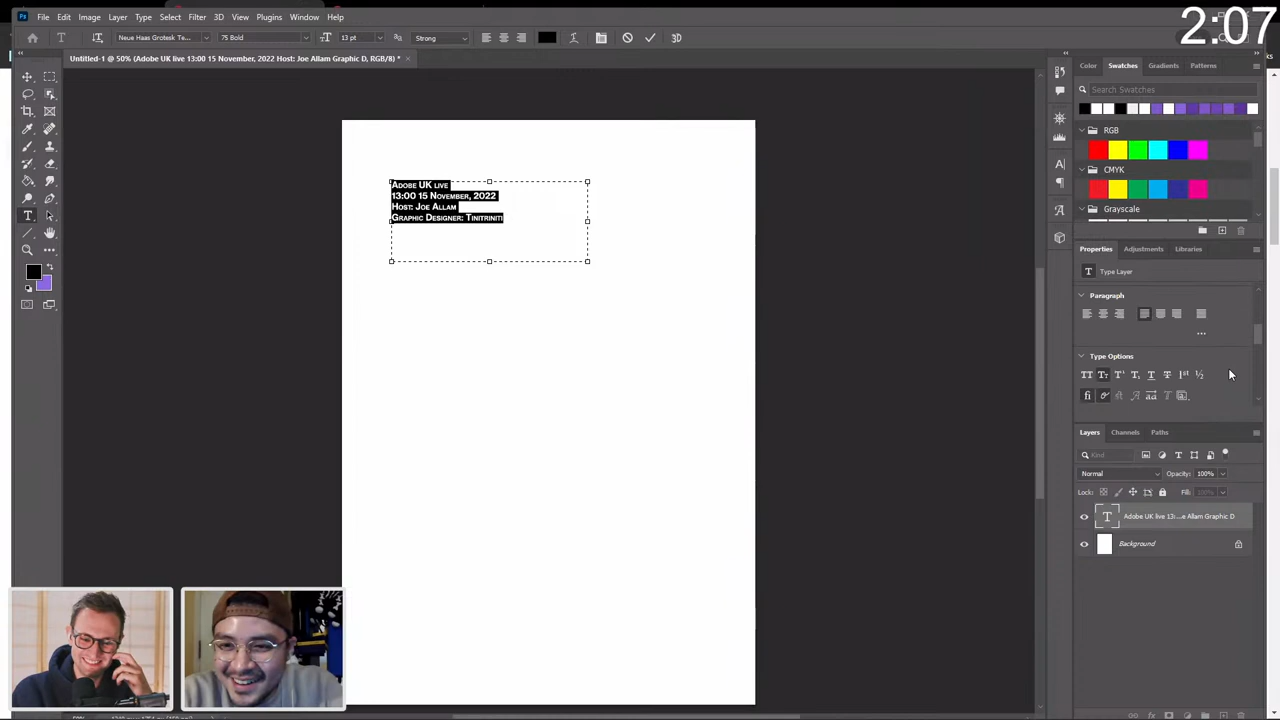 2:07
File Edit Image Layer Type Select Filter 3D View Plugins Window Help
Neue Haas Grotesk Te... 75 Bold 13 pt Strong
Untitled-1 @ 50% (Adobe UK live 13:00 15 November, 2022 Host: Joe Allam Graphic D, RGB/8) *
Color Swatches Gradients Patterns
Search Swatches
RGB
CMYK
Grayscale
Adobe UK live
13:00 15 November, 2022
Host: Joe Allam
Graphic Designer: Tinitriniti
Properties Adjustments Libraries
Type Layer
Paragraph
Type Options
Layers Channels Paths
Kind
Normal Opacity: 100%
Lock: Fill: 100%
Adobe UK live 13:...e Allam Graphic D
Background